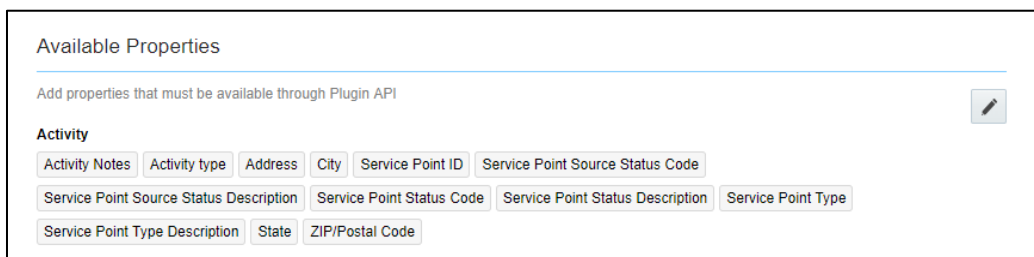 Available Properties
Add properties that must be available through Plugin API
Activity
Activity Notes Activity type Address City Service Point ID Service Point Source Status Code
Service Point Source Status Description Service Point Status Code Service Point Status Description Service Point Type
Service Point Type Description State ZIP/Postal Code